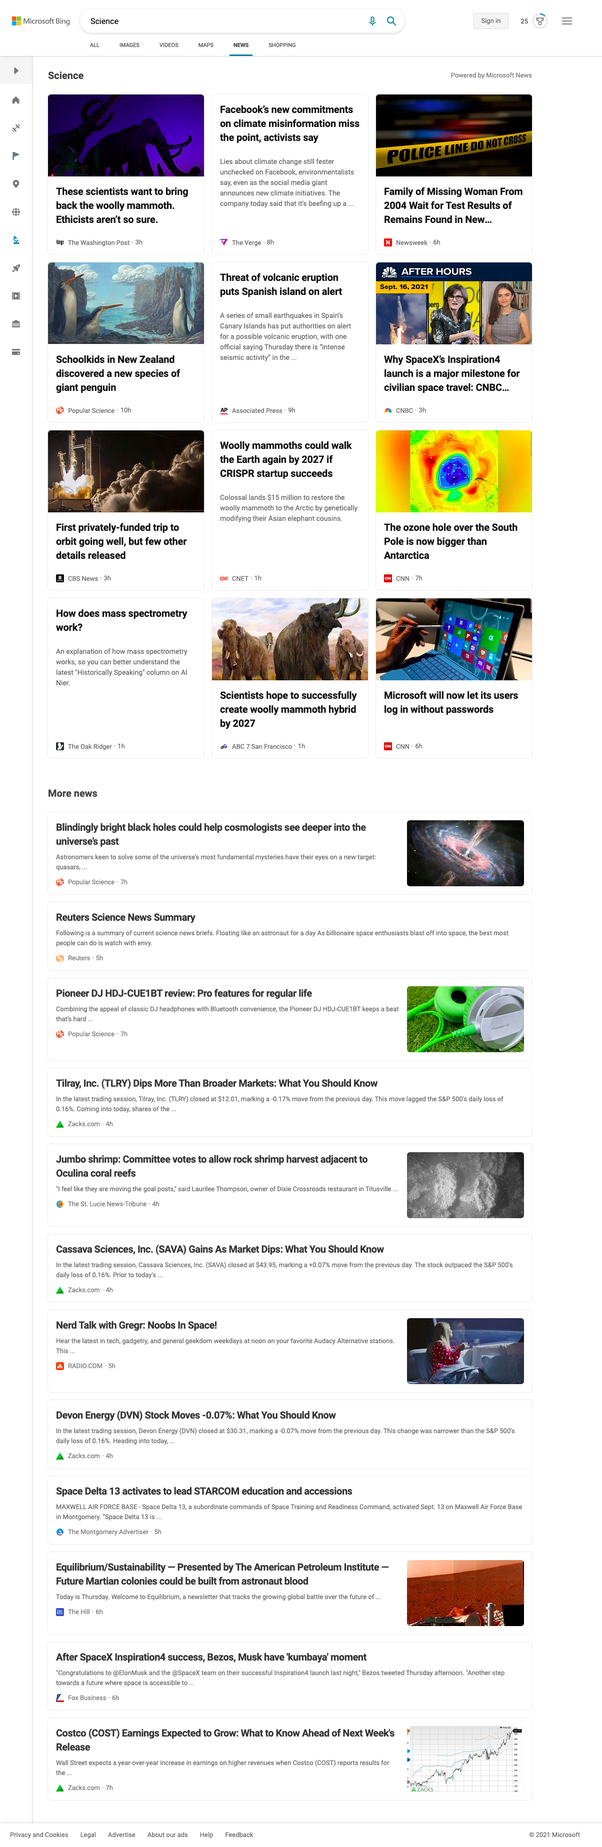 Microsoft Bing
Science
Sign in
25
ALL
IMAGES
VIDEOS
MAPS
NEWS
SHOPPING
Science
Powered by Microsoft News
These scientists want to bring
back the woolly mammoth.
Ethicists aren't so sure.
The Washington Post · 3h
Facebook's new commitments
on climate misinformation miss
the point, activists say
Lies about climate change still fester
unchecked on Facebook, environmentalists
say, even as the social media giant
announces new climate initiatives. The
company today said that it's beefing up a ...
The Verge · 8h
POLICE LINE DO NOT CROSS
Family of Missing Woman From
2004 Wait for Test Results of
Remains Found in New...
Newsweek · 6h
Schoolkids in New Zealand
discovered a new species of
giant penguin
Popular Science · 10h
Threat of volcanic eruption
puts Spanish island on alert
A series of small earthquakes in Spain's
Canary Islands has put authorities on alert
for a possible volcanic eruption, with one
official saying Thursday there is "intense
seismic activity" in the ...
AP
Associated Press · 9h
CNBC
AFTER HOURS
Sept. 16, 2021
Why SpaceX's Inspiration4
launch is a major milestone for
civilian space travel: CNBC...
CNBC · 3h
First privately-funded trip to
orbit going well, but few other
details released
CBS News · 3h
Woolly mammoths could walk
the Earth again by 2027 if
CRISPR startup succeeds
Colossal lands $15 million to restore the
woolly mammoth to the Arctic by genetically
modifying their Asian elephant cousins.
CNET · 1h
The ozone hole over the South
Pole is now bigger than
Antarctica
CNN · 7h
How does mass spectrometry
work?
An explanation of how mass spectrometry
works, so you can better understand the
latest "Historically Speaking" column on Al
Nier.
The Oak Ridger · 1h
Scientists hope to successfully
create woolly mammoth hybrid
by 2027
ABC 7 San Francisco · 1h
Microsoft will now let its users
log in without passwords
CNN · 6h
More news
Blindingly bright black holes could help cosmologists see deeper into the
universe's past
Astronomers keen to solve some of the universe's most fundamental mysteries have their eyes on a new target:
quasars, ...
Popular Science · 7h
Reuters Science News Summary
Following is a summary of current science news briefs. Floating like an astronaut for a day As billionaire space enthusiasts blast off into space, the best most
people can do is watch with envy.
Reuters · 5h
Pioneer DJ HDJ-CUE1BT review: Pro features for regular life
Combining the appeal of classic DJ headphones with Bluetooth convenience, the Pioneer DJ HDJ-CUE1BT keeps a beat
that's hard ...
Popular Science · 7h
Tilray, Inc. (TLRY) Dips More Than Broader Markets: What You Should Know
In the latest trading session, Tilray, Inc. (TLRY) closed at $12.01, marking a -0.17% move from the previous day. This move lagged the S&P 500's daily loss of
0.16%. Coming into today, shares of the ...
Zacks.com · 4h
Jumbo shrimp: Committee votes to allow rock shrimp harvest adjacent to
Oculina coral reefs
"I feel like they are moving the goal posts," said Laurilee Thompson, owner of Dixie Crossroads restaurant in Titusville ...
The St. Lucie News-Tribune · 4h
Cassava Sciences, Inc. (SAVA) Gains As Market Dips: What You Should Know
In the latest trading session, Cassava Sciences, Inc. (SAVA) closed at $43.95, marking a +0.07% move from the previous day. The stock outpaced the S&P 500's
daily loss of 0.16%. Prior to today's ...
Zacks.com · 4h
Nerd Talk with Gregr: Noobs In Space!
Hear the latest in tech, gadgetry, and general geekdom weekdays at noon on your favorite Audacy Alternative stations.
This ...
RADIO.COM · 5h
Devon Energy (DVN) Stock Moves -0.07%: What You Should Know
In the latest trading session, Devon Energy (DVN) closed at $30.31, marking a -0.07% move from the previous day. This change was narrower than the S&P 500's
daily loss of 0.16%. Heading into today, ...
Zacks.com · 4h
Space Delta 13 activates to lead STARCOM education and accessions
MAXWELL AIR FORCE BASE - Space Delta 13, a subordinate commands of Space Training and Readiness Command, activated Sept. 13 on Maxwell Air Force Base
in Montgomery. "Space Delta 13 is ...
The Montgomery Advertiser · 5h
Equilibrium/Sustainability — Presented by The American Petroleum Institute —
Future Martian colonies could be built from astronaut blood
Today is Thursday. Welcome to Equilibrium, a newsletter that tracks the growing global battle over the future of ...
The Hill · 6h
After SpaceX Inspiration4 success, Bezos, Musk have 'kumbaya' moment
"Congratulations to @ElonMusk and the @SpaceX team on their successful Inspiration4 launch last night," Bezos tweeted Thursday afternoon. "Another step
towards a future where space is accessible to ...
Fox Business · 6h
Costco (COST) Earnings Expected to Grow: What to Know Ahead of Next Week's
Release
Wall Street expects a year-over-year increase in earnings on higher revenues when Costco (COST) reports results for
the ...
Zacks.com · 7h
ZACKS
Privacy and Cookies
Legal
Advertise
About our ads
Help
Feedback
© 2021 Microsoft